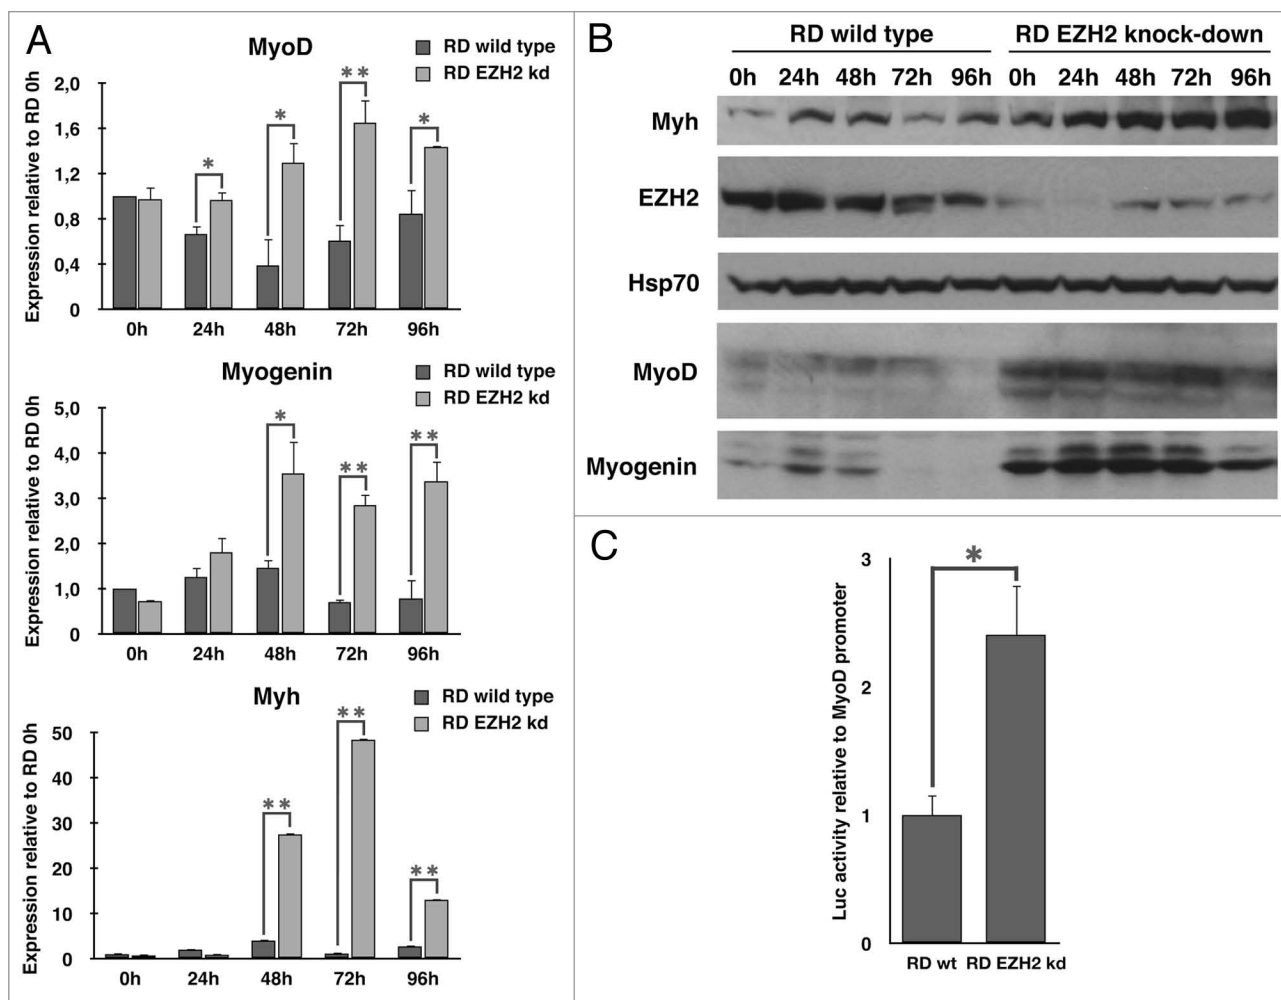 A
MyoD
RD wild type
RD EZH2 kd
Expression relative to RD 0h
2,0
1,6
1,2
0,8
0,4
0
*
*
**
*
0h 24h 48h 72h 96h
Myogenin
RD wild type
RD EZH2 kd
Expression relative to RD 0h
5,0
4,0
3,0
2,0
1,0
0
*
**
**
0h 24h 48h 72h 96h
Myh
RD wild type
RD EZH2 kd
Expression relative to RD 0h
50
40
30
20
10
0
**
**
**
0h 24h 48h 72h 96h
B
RD wild type RD EZH2 knock-down
0h 24h 48h 72h 96h 0h 24h 48h 72h 96h
Myh
EZH2
Hsp70
MyoD
Myogenin
C
Luc activity relative to MyoD promoter
3
2
1
0
*
RD wt RD EZH2 kd